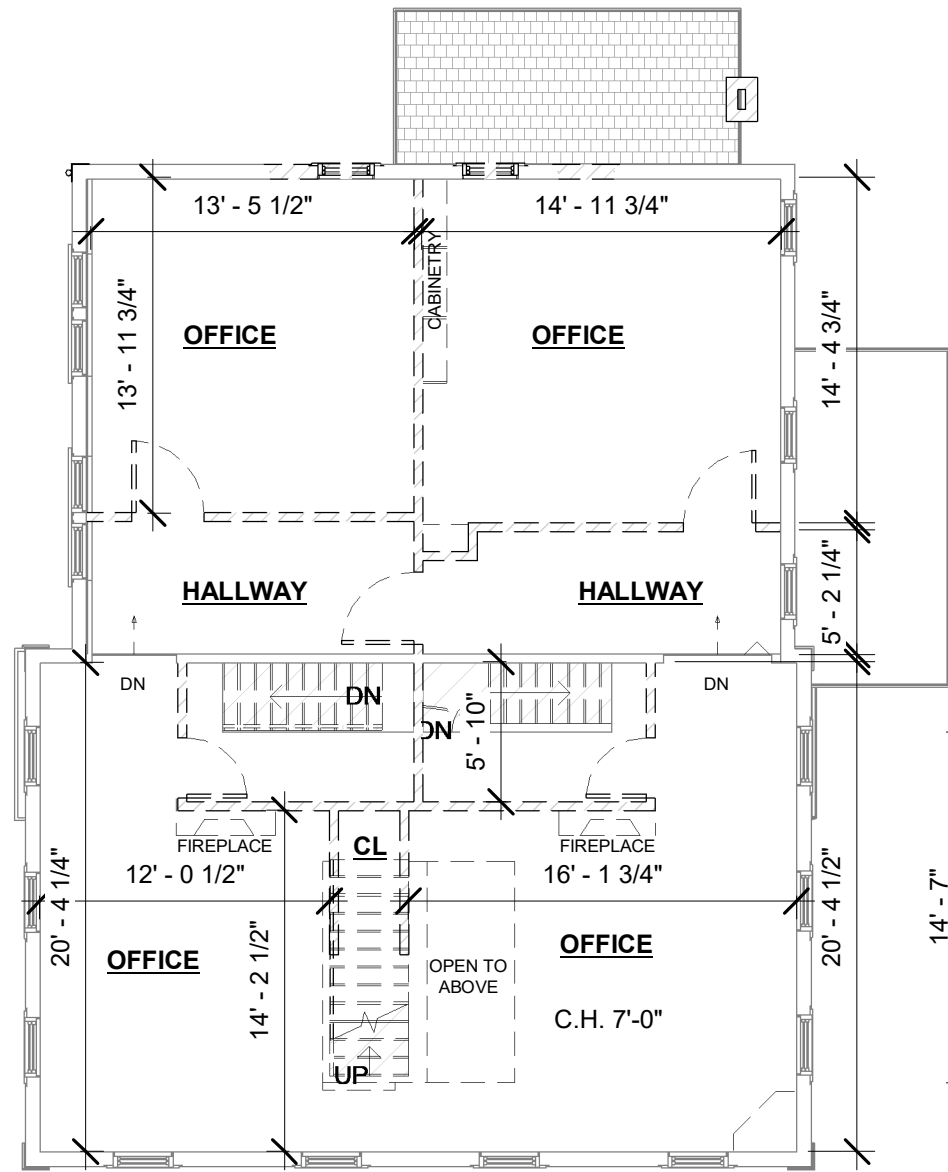 13' - 5 1/2"
14' - 11 3/4"
CABINETRY
13' - 11 3/4"
OFFICE
OFFICE
14' - 4 3/4"
HALLWAY
HALLWAY
5' - 2 1/4"
DN
DN
DN
DN
5' - 10"
FIREPLACE
CL
FIREPLACE
12' - 0 1/2"
16' - 1 3/4"
20' - 4 1/4"
20' - 4 1/2"
14' - 7"
OFFICE
14' - 2 1/2"
OFFICE
OPEN TO
ABOVE
C.H. 7'-0"
UP